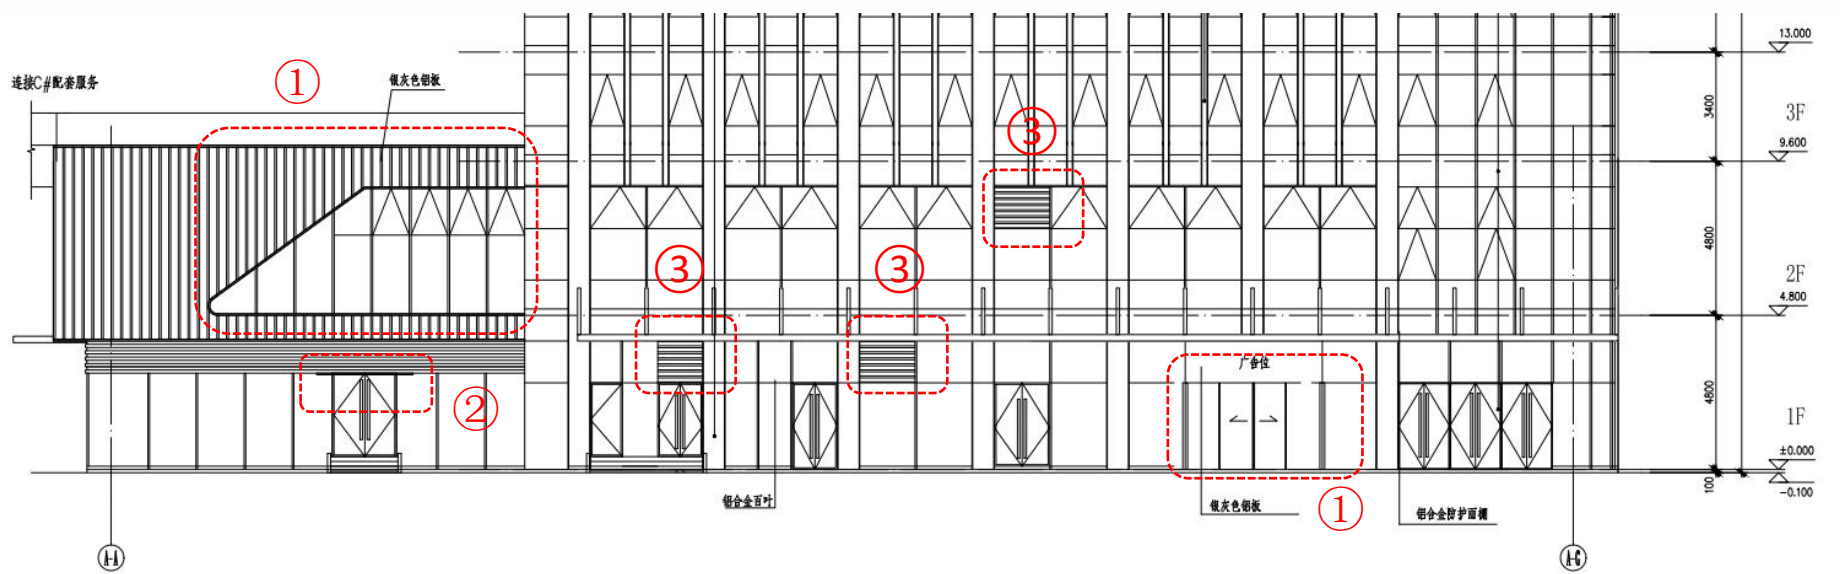 连接C#配套服务
①
银灰色铝板
13.000
3400
3F
③
9.600
4800
2F
③
③
4.800
广告位
②
4800
1F
±0.000
100
-0.100
铝合金百叶
银灰色铝板
①
铝合金防护雨棚
A-A
A-G